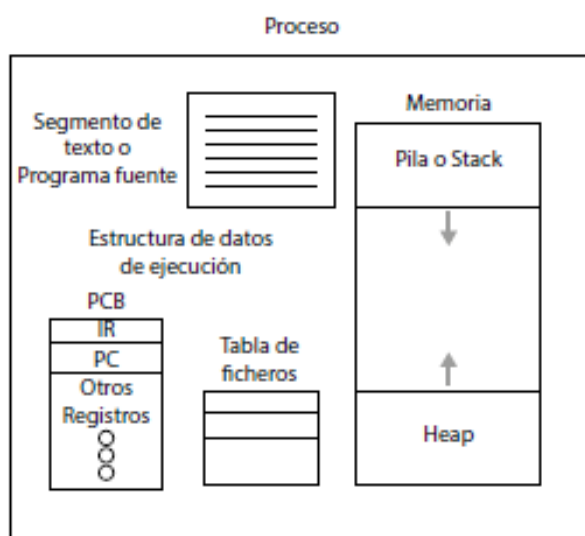 Proceso
Segmento de
texto o
Programa fuente
Memoria
Pila o Stack
Estructura de datos
de ejecución
PCB
IR
PC
Otros
Registros
Tabla de
ficheros
Heap